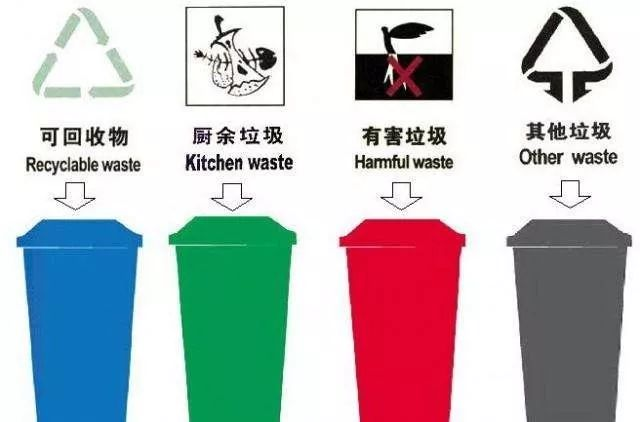 可回收物
Recyclable waste
厨余垃圾
Kitchen waste
有害垃圾
Harmful waste
其他垃圾
Other waste